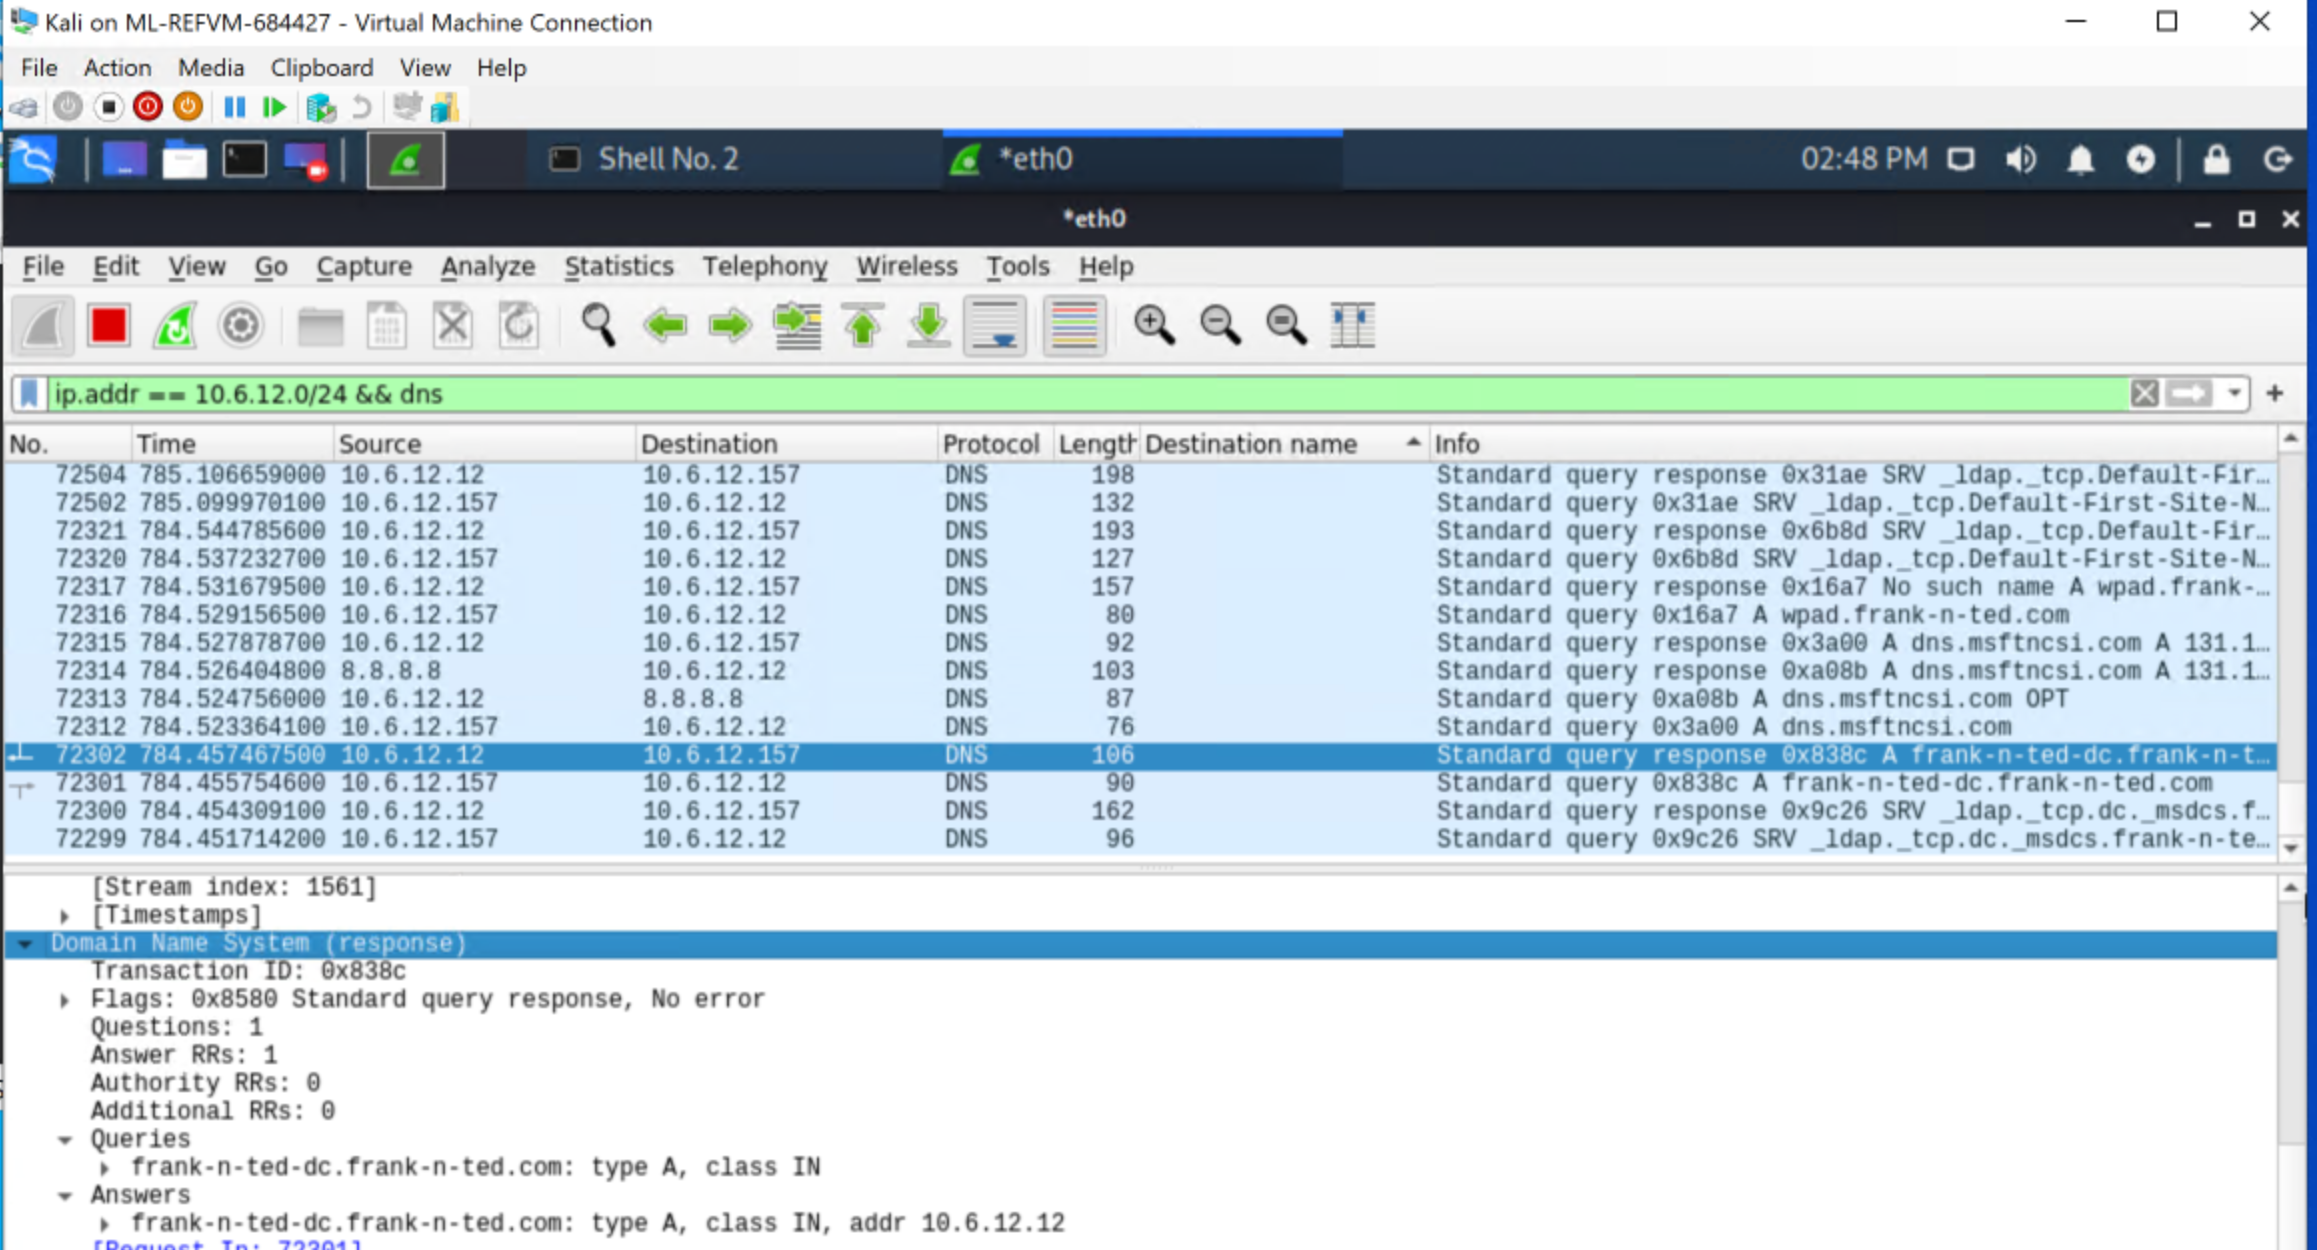 Kali on ML-REFVM-684427 - Virtual Machine Connection
File Action Media Clipboard View Help
Shell No. 2 *eth0 02:48 PM
*eth0
File Edit View Go Capture Analyze Statistics Telephony Wireless Tools Help
ip.addr == 10.6.12.0/24 && dns
No. Time Source Destination Protocol Length Destination name Info
72504 785.106659000 10.6.12.12 10.6.12.157 DNS 198 Standard query response 0x31ae SRV _ldap._tcp.Default-Fir…
72502 785.099970100 10.6.12.157 10.6.12.12 DNS 132 Standard query 0x31ae SRV _ldap._tcp.Default-First-Site-N…
72321 784.544785600 10.6.12.12 10.6.12.157 DNS 193 Standard query response 0x6b8d SRV _ldap._tcp.Default-Fir…
72320 784.537232700 10.6.12.157 10.6.12.12 DNS 127 Standard query 0x6b8d SRV _ldap._tcp.Default-First-Site-N…
72317 784.531679500 10.6.12.12 10.6.12.157 DNS 157 Standard query response 0x16a7 No such name A wpad.frank-…
72316 784.529156500 10.6.12.157 10.6.12.12 DNS 80 Standard query 0x16a7 A wpad.frank-n-ted.com
72315 784.527878700 10.6.12.12 10.6.12.157 DNS 92 Standard query response 0x3a00 A dns.msftncsi.com A 131.1…
72314 784.526404800 8.8.8.8 10.6.12.12 DNS 103 Standard query response 0xa08b A dns.msftncsi.com A 131.1…
72313 784.524756000 10.6.12.12 8.8.8.8 DNS 87 Standard query 0xa08b A dns.msftncsi.com OPT
72312 784.523364100 10.6.12.157 10.6.12.12 DNS 76 Standard query 0x3a00 A dns.msftncsi.com
72302 784.457467500 10.6.12.12 10.6.12.157 DNS 106 Standard query response 0x838c A frank-n-ted-dc.frank-n-t…
72301 784.455754600 10.6.12.157 10.6.12.12 DNS 90 Standard query 0x838c A frank-n-ted-dc.frank-n-ted.com
72300 784.454309100 10.6.12.12 10.6.12.157 DNS 162 Standard query response 0x9c26 SRV _ldap._tcp.dc._msdcs.f…
72299 784.451714200 10.6.12.157 10.6.12.12 DNS 96 Standard query 0x9c26 SRV _ldap._tcp.dc._msdcs.frank-n-te…
[Stream index: 1561]
[Timestamps]
Domain Name System (response)
Transaction ID: 0x838c
Flags: 0x8580 Standard query response, No error
Questions: 1
Answer RRs: 1
Authority RRs: 0
Additional RRs: 0
Queries
frank-n-ted-dc.frank-n-ted.com: type A, class IN
Answers
frank-n-ted-dc.frank-n-ted.com: type A, class IN, addr 10.6.12.12
[Request In: 72301]